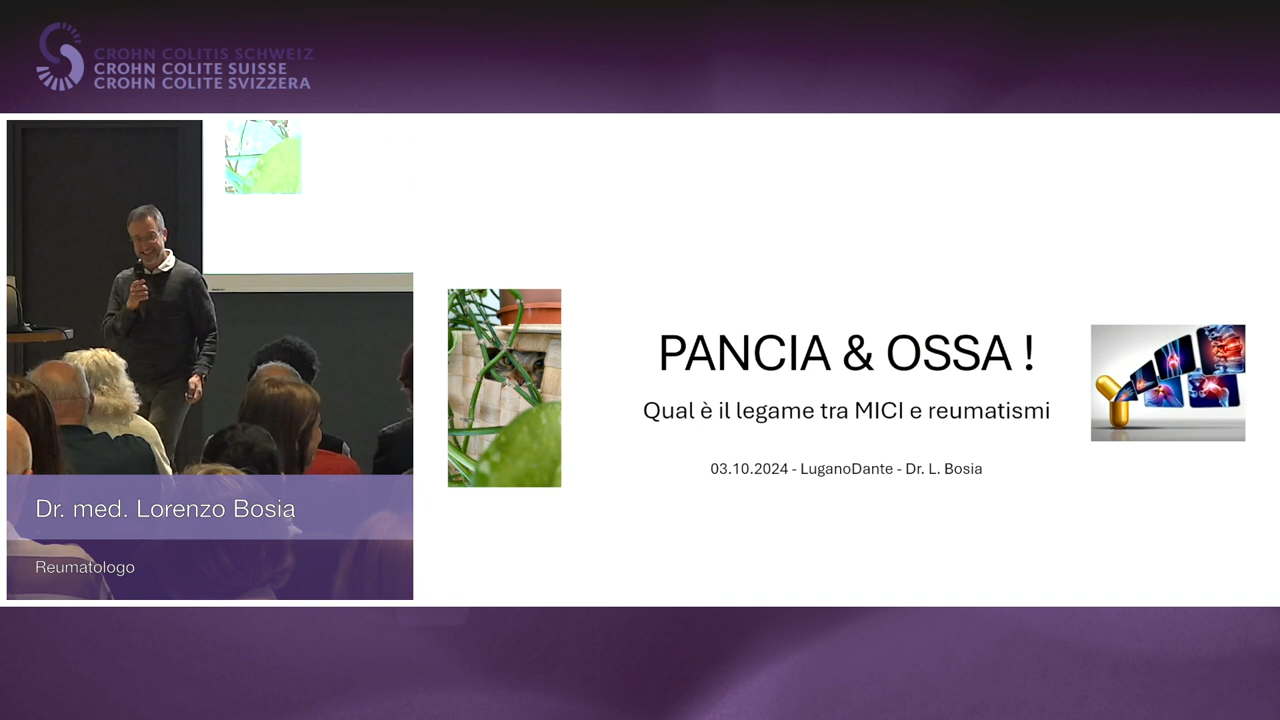 CROHN COLITIS SCHWEIZ
CROHN COLITE SUISSE
CROHN COLITE SVIZZERA
PANCIA & OSSA !
Qual è il legame tra MICI e reumatismi
03.10.2024 - LuganoDante - Dr. L. Bosia
Dr. med. Lorenzo Bosia
Reumatologo